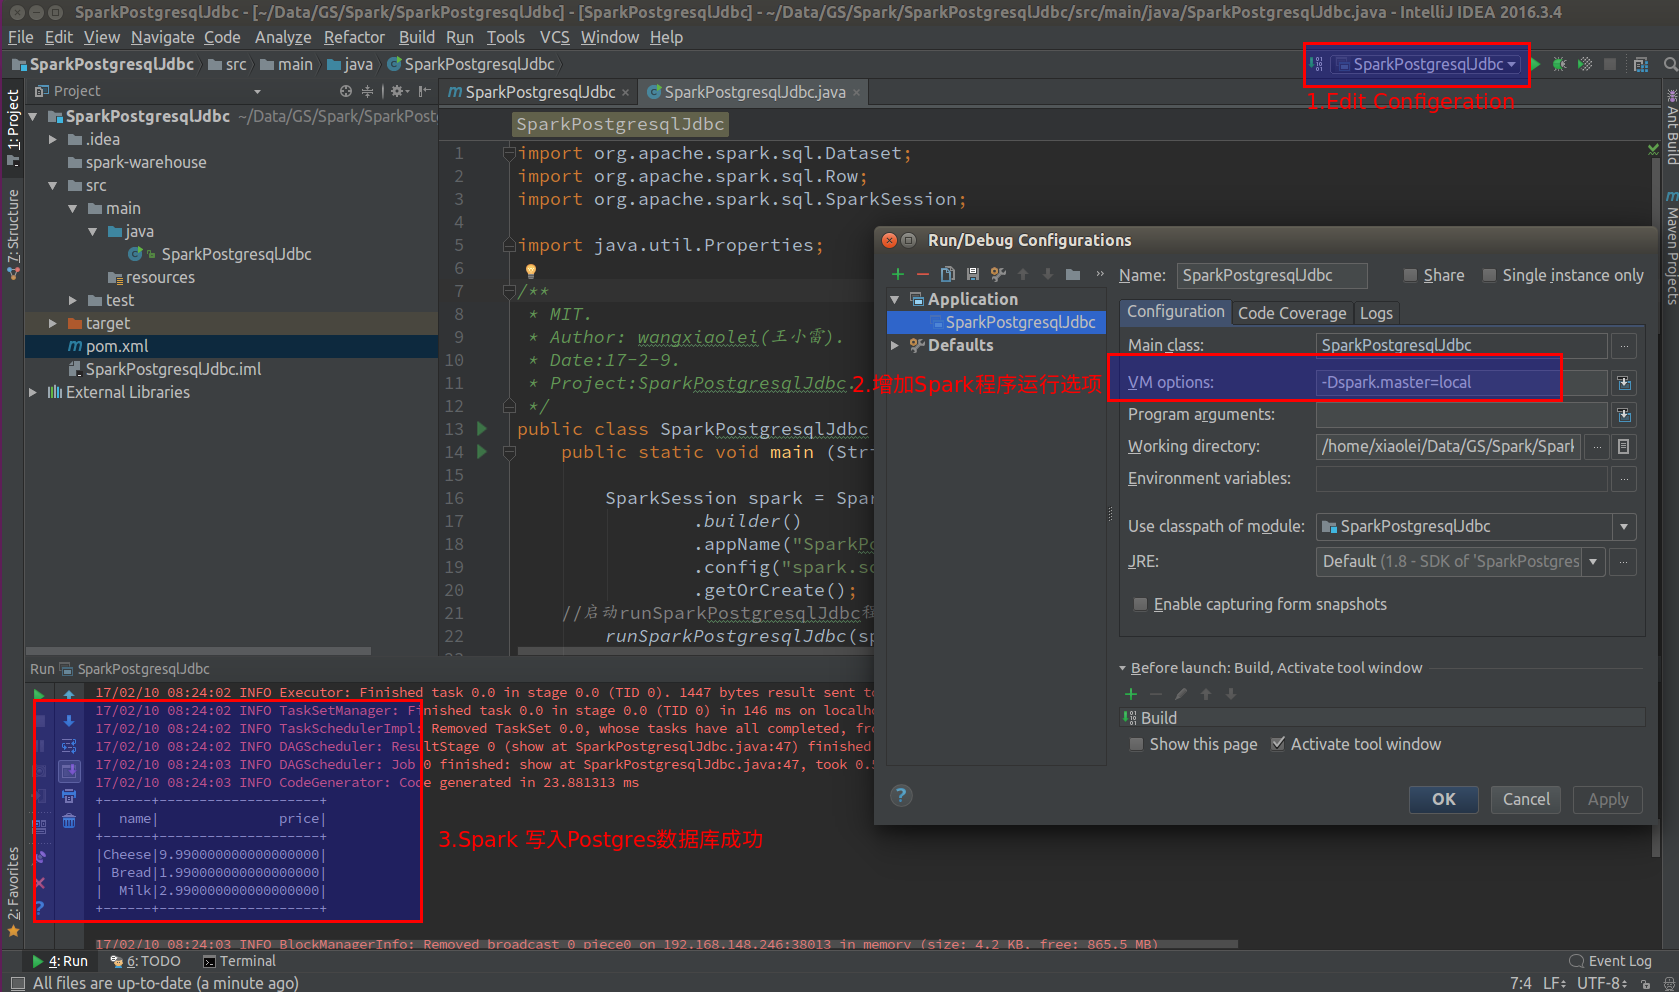 SparkPostgresqlJdbc - [~/Data/GS/Spark/SparkPostgresqlJdbc] - [SparkPostgresqlJdbc] - ~/Data/GS/Spark/SparkPostgresqlJdbc/src/main/java/SparkPostgresqlJdbc.java - IntelliJ IDEA 2016.3.4
File Edit View Navigate Code Analyze Refactor Build Run Tools VCS Window Help
SparkPostgresqlJdbc src main java SparkPostgresqlJdbc
SparkPostgresqlJdbc
1.Edit Configeration
Project
SparkPostgresqlJdbc SparkPostgresqlJdbc.java
1: Project
7: Structure
2: Favorites
Ant Build
Maven Projects
SparkPostgresqlJdbc ~/Data/GS/Spark/SparkPost
.idea
spark-warehouse
src
main
java
SparkPostgresqlJdbc
resources
test
target
pom.xml
SparkPostgresqlJdbc.iml
External Libraries
SparkPostgresqlJdbc
1 import org.apache.spark.sql.Dataset;
2 import org.apache.spark.sql.Row;
3 import org.apache.spark.sql.SparkSession;
4
5 import java.util.Properties;
6
7 /**
8 * MIT.
9 * Author: wangxiaolei(王小雷).
10 * Date:17-2-9.
11 * Project:SparkPostgresqlJdbc.
12 */
13 public class SparkPostgresqlJdbc
14 public static void main (Stri
15
16 SparkSession spark = Spar
17 .builder()
18 .appName("SparkPo
19 .config("spark.so
20 .getOrCreate();
21 //启动runSparkPostgresqlJdbc程
22 runSparkPostgresqlJdbc(sp
2.增加Spark程序运行选项
Run/Debug Configurations
Name: SparkPostgresqlJdbc Share Single instance only
Application
SparkPostgresqlJdbc
Defaults
Configuration Code Coverage Logs
Main class: SparkPostgresqlJdbc
VM options: -Dspark.master=local
Program arguments:
Working directory: /home/xiaolei/Data/GS/Spark/Spark
Environment variables:
Use classpath of module: SparkPostgresqlJdbc
JRE: Default (1.8 - SDK of 'SparkPostgres
Enable capturing form snapshots
Before launch: Build, Activate tool window
Build
Show this page Activate tool window
OK Cancel Apply
Run SparkPostgresqlJdbc
17/02/10 08:24:02 INFO Executor: Finished task 0.0 in stage 0.0 (TID 0). 1447 bytes result sent to
17/02/10 08:24:02 INFO TaskSetManager: Finished task 0.0 in stage 0.0 (TID 0) in 146 ms on localho
17/02/10 08:24:02 INFO TaskSchedulerImpl: Removed TaskSet 0.0, whose tasks have all completed, fro
17/02/10 08:24:02 INFO DAGScheduler: ResultStage 0 (show at SparkPostgresqlJdbc.java:47) finished
17/02/10 08:24:03 INFO DAGScheduler: Job 0 finished: show at SparkPostgresqlJdbc.java:47, took 0.5
17/02/10 08:24:03 INFO CodeGenerator: Code generated in 23.881313 ms
+------+--------------------+
|  name|               price|
+------+--------------------+
|Cheese|9.990000000000000000|
| Bread|1.990000000000000000|
|  Milk|2.990000000000000000|
+------+--------------------+
3.Spark 写入Postgres数据库成功
17/02/10 08:24:03 INFO BlockManagerInfo: Removed broadcast_0_piece0 on 192.168.148.246:38013 in memory (size: 4.2 KB, free: 865.5 MB)
4: Run 6: TODO Terminal Event Log
All files are up-to-date (a minute ago) 7:4 LF UTF-8